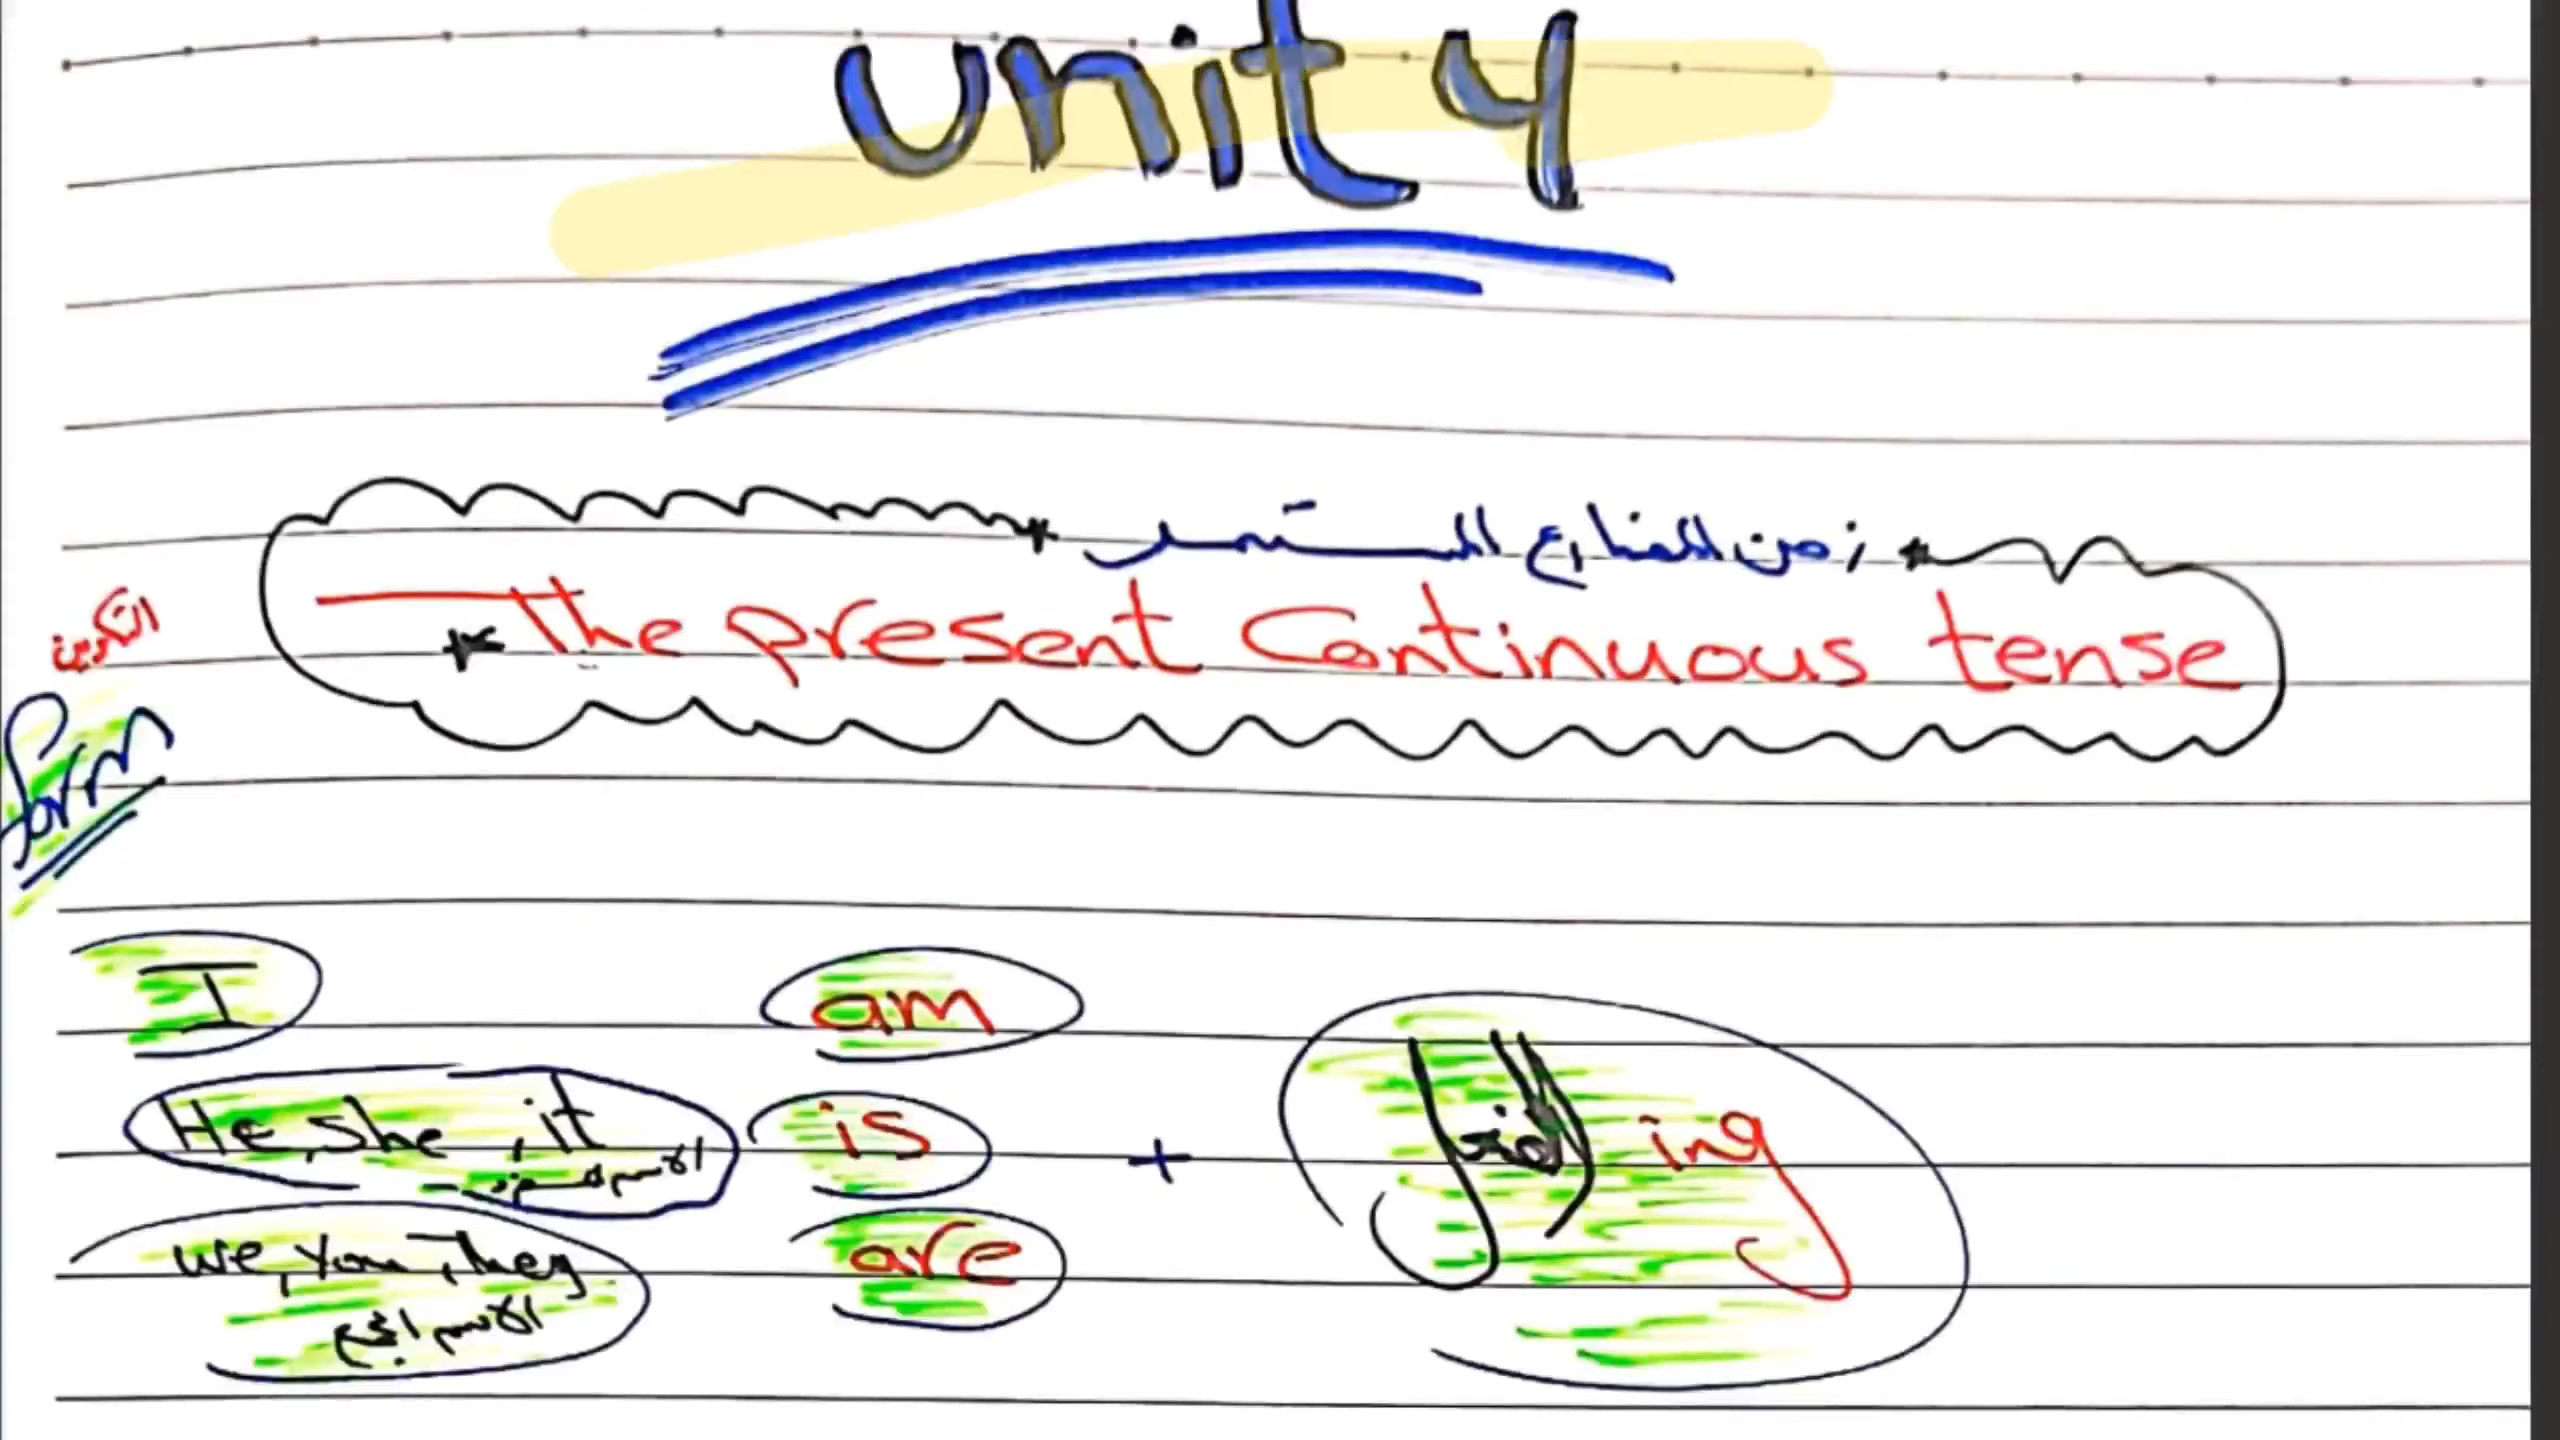 unit 4
زمن المضارع المستمر
The present Continuous tense
التكوين
form
I am
He, she, it is + ing
الاسم المفرد
we, you, They are
الاسم الجمع